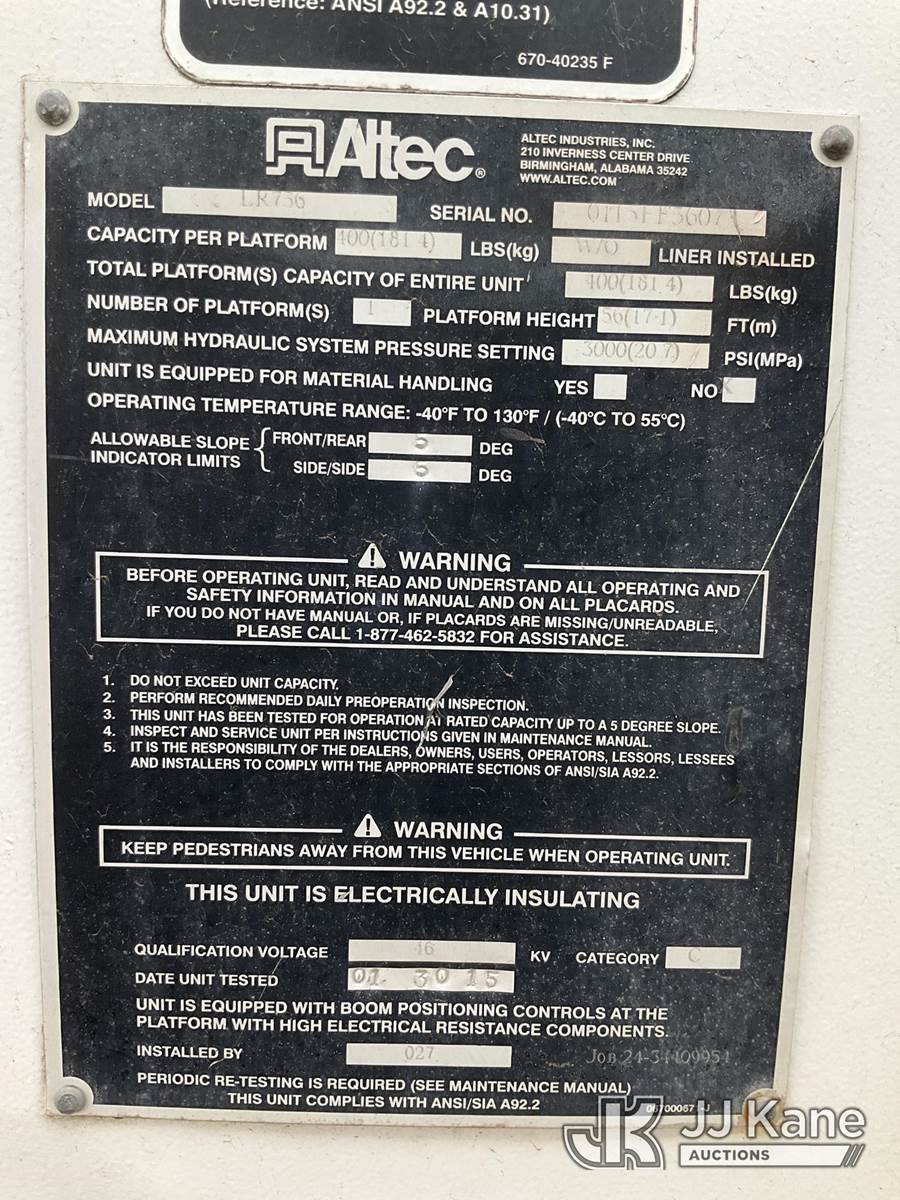 (Reference: ANSI A92.2 & A10.31)
670-40235 F
Altec®
ALTEC INDUSTRIES, INC.
210 INVERNESS CENTER DRIVE
BIRMINGHAM, ALABAMA 35242
WWW.ALTEC.COM
MODEL LR756 SERIAL NO.
CAPACITY PER PLATFORM 400(181.4) LBS(kg) W/O LINER INSTALLED
TOTAL PLATFORM(S) CAPACITY OF ENTIRE UNIT 400(181.4) LBS(kg)
NUMBER OF PLATFORM(S) 1 PLATFORM HEIGHT 56(17.1) FT(m)
MAXIMUM HYDRAULIC SYSTEM PRESSURE SETTING 3000(20.7) PSI(MPa)
UNIT IS EQUIPPED FOR MATERIAL HANDLING YES NO X
OPERATING TEMPERATURE RANGE: -40°F TO 130°F / (-40°C TO 55°C)
ALLOWABLE SLOPE INDICATOR LIMITS
FRONT/REAR 5 DEG
SIDE/SIDE 5 DEG
WARNING
BEFORE OPERATING UNIT, READ AND UNDERSTAND ALL OPERATING AND
SAFETY INFORMATION IN MANUAL AND ON ALL PLACARDS.
IF YOU DO NOT HAVE MANUAL OR, IF PLACARDS ARE MISSING/UNREADABLE,
PLEASE CALL 1-877-462-5832 FOR ASSISTANCE.
1. DO NOT EXCEED UNIT CAPACITY.
2. PERFORM RECOMMENDED DAILY PREOPERATION INSPECTION.
3. THIS UNIT HAS BEEN TESTED FOR OPERATION AT RATED CAPACITY UP TO A 5 DEGREE SLOPE.
4. INSPECT AND SERVICE UNIT PER INSTRUCTIONS GIVEN IN MAINTENANCE MANUAL.
5. IT IS THE RESPONSIBILITY OF THE DEALERS, OWNERS, USERS, OPERATORS, LESSORS, LESSEES
AND INSTALLERS TO COMPLY WITH THE APPROPRIATE SECTIONS OF ANSI/SIA A92.2.
WARNING
KEEP PEDESTRIANS AWAY FROM THIS VEHICLE WHEN OPERATING UNIT.
THIS UNIT IS ELECTRICALLY INSULATING
QUALIFICATION VOLTAGE 46 KV CATEGORY C
DATE UNIT TESTED 01 30 15
UNIT IS EQUIPPED WITH BOOM POSITIONING CONTROLS AT THE
PLATFORM WITH HIGH ELECTRICAL RESISTANCE COMPONENTS.
INSTALLED BY 027 JOB 24-34409954
PERIODIC RE-TESTING IS REQUIRED (SEE MAINTENANCE MANUAL)
THIS UNIT COMPLIES WITH ANSI/SIA A92.2
JK JJ Kane
AUCTIONS